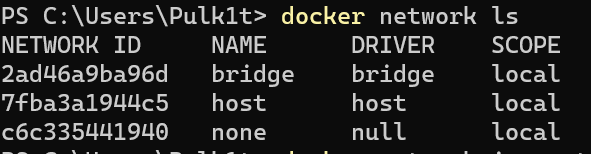 PS C:\Users\Pulk1t> docker network ls
NETWORK ID     NAME      DRIVER    SCOPE
2ad46a9ba96d   bridge    bridge    local
7fba3a1944c5   host      host      local
c6c335441940   none      null      local